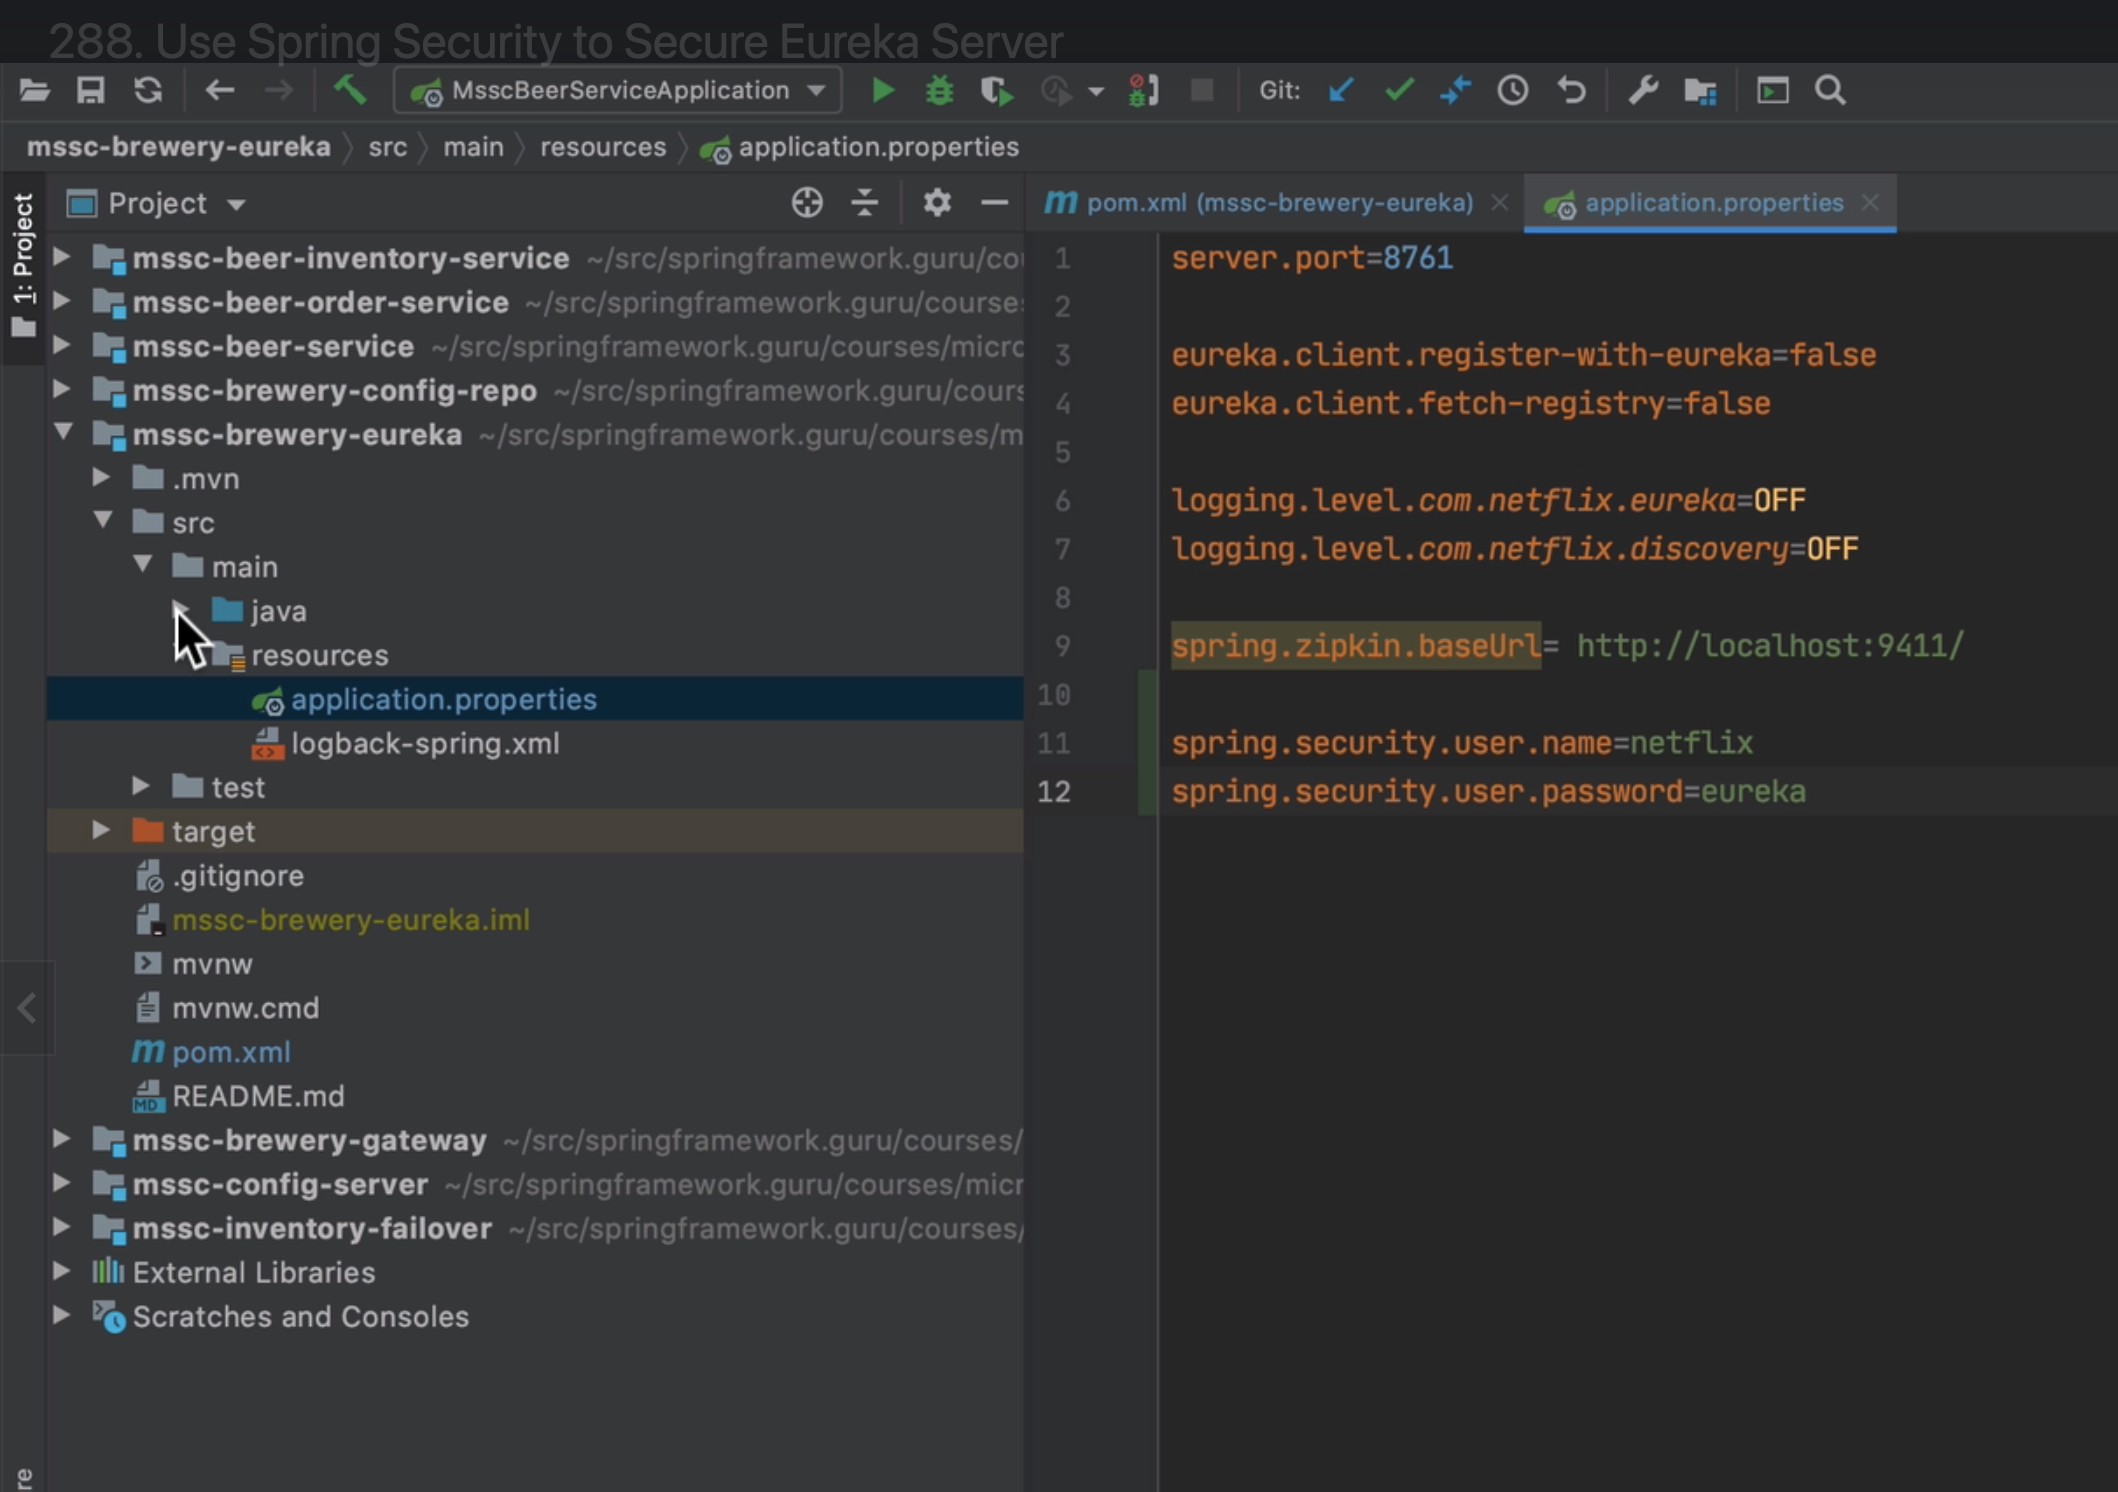 288. Use Spring Security to Secure Eureka Server
MsscBeerServiceApplication
Git:
mssc-brewery-eureka
src
main
resources
application.properties
1: Project
Project
pom.xml (mssc-brewery-eureka)
application.properties
mssc-beer-inventory-service ~/src/springframework.guru/co
mssc-beer-order-service ~/src/springframework.guru/course
mssc-beer-service ~/src/springframework.guru/courses/micro
mssc-brewery-config-repo ~/src/springframework.guru/cours
mssc-brewery-eureka ~/src/springframework.guru/courses/m
.mvn
src
main
java
resources
application.properties
logback-spring.xml
test
target
.gitignore
mssc-brewery-eureka.iml
mvnw
mvnw.cmd
pom.xml
README.md
mssc-brewery-gateway ~/src/springframework.guru/courses/
mssc-config-server ~/src/springframework.guru/courses/micr
mssc-inventory-failover ~/src/springframework.guru/courses/
External Libraries
Scratches and Consoles
re
1 server.port=8761
2
3 eureka.client.register-with-eureka=false
4 eureka.client.fetch-registry=false
5
6 logging.level.com.netflix.eureka=OFF
7 logging.level.com.netflix.discovery=OFF
8
9 spring.zipkin.baseUrl= http://localhost:9411/
10
11 spring.security.user.name=netflix
12 spring.security.user.password=eureka